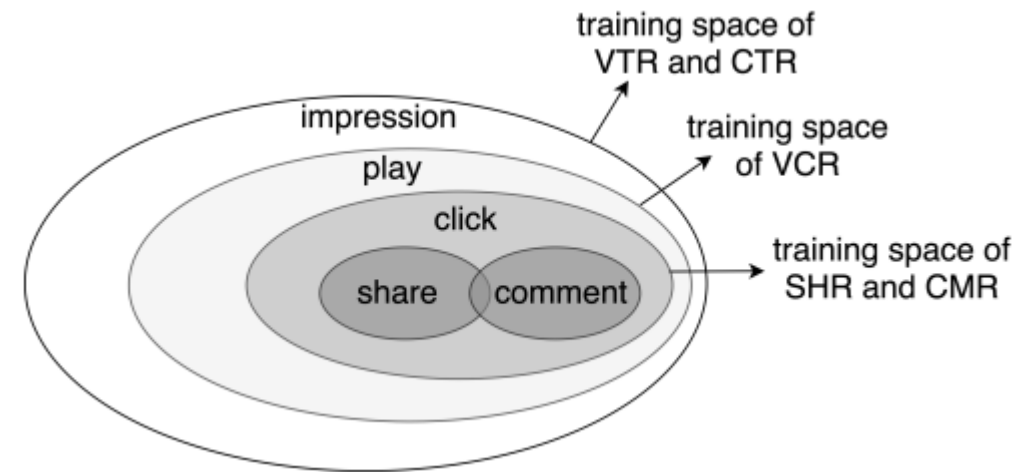 training space of
VTR and CTR
impression
training space
of VCR
play
click
training space of
SHR and CMR
share
comment